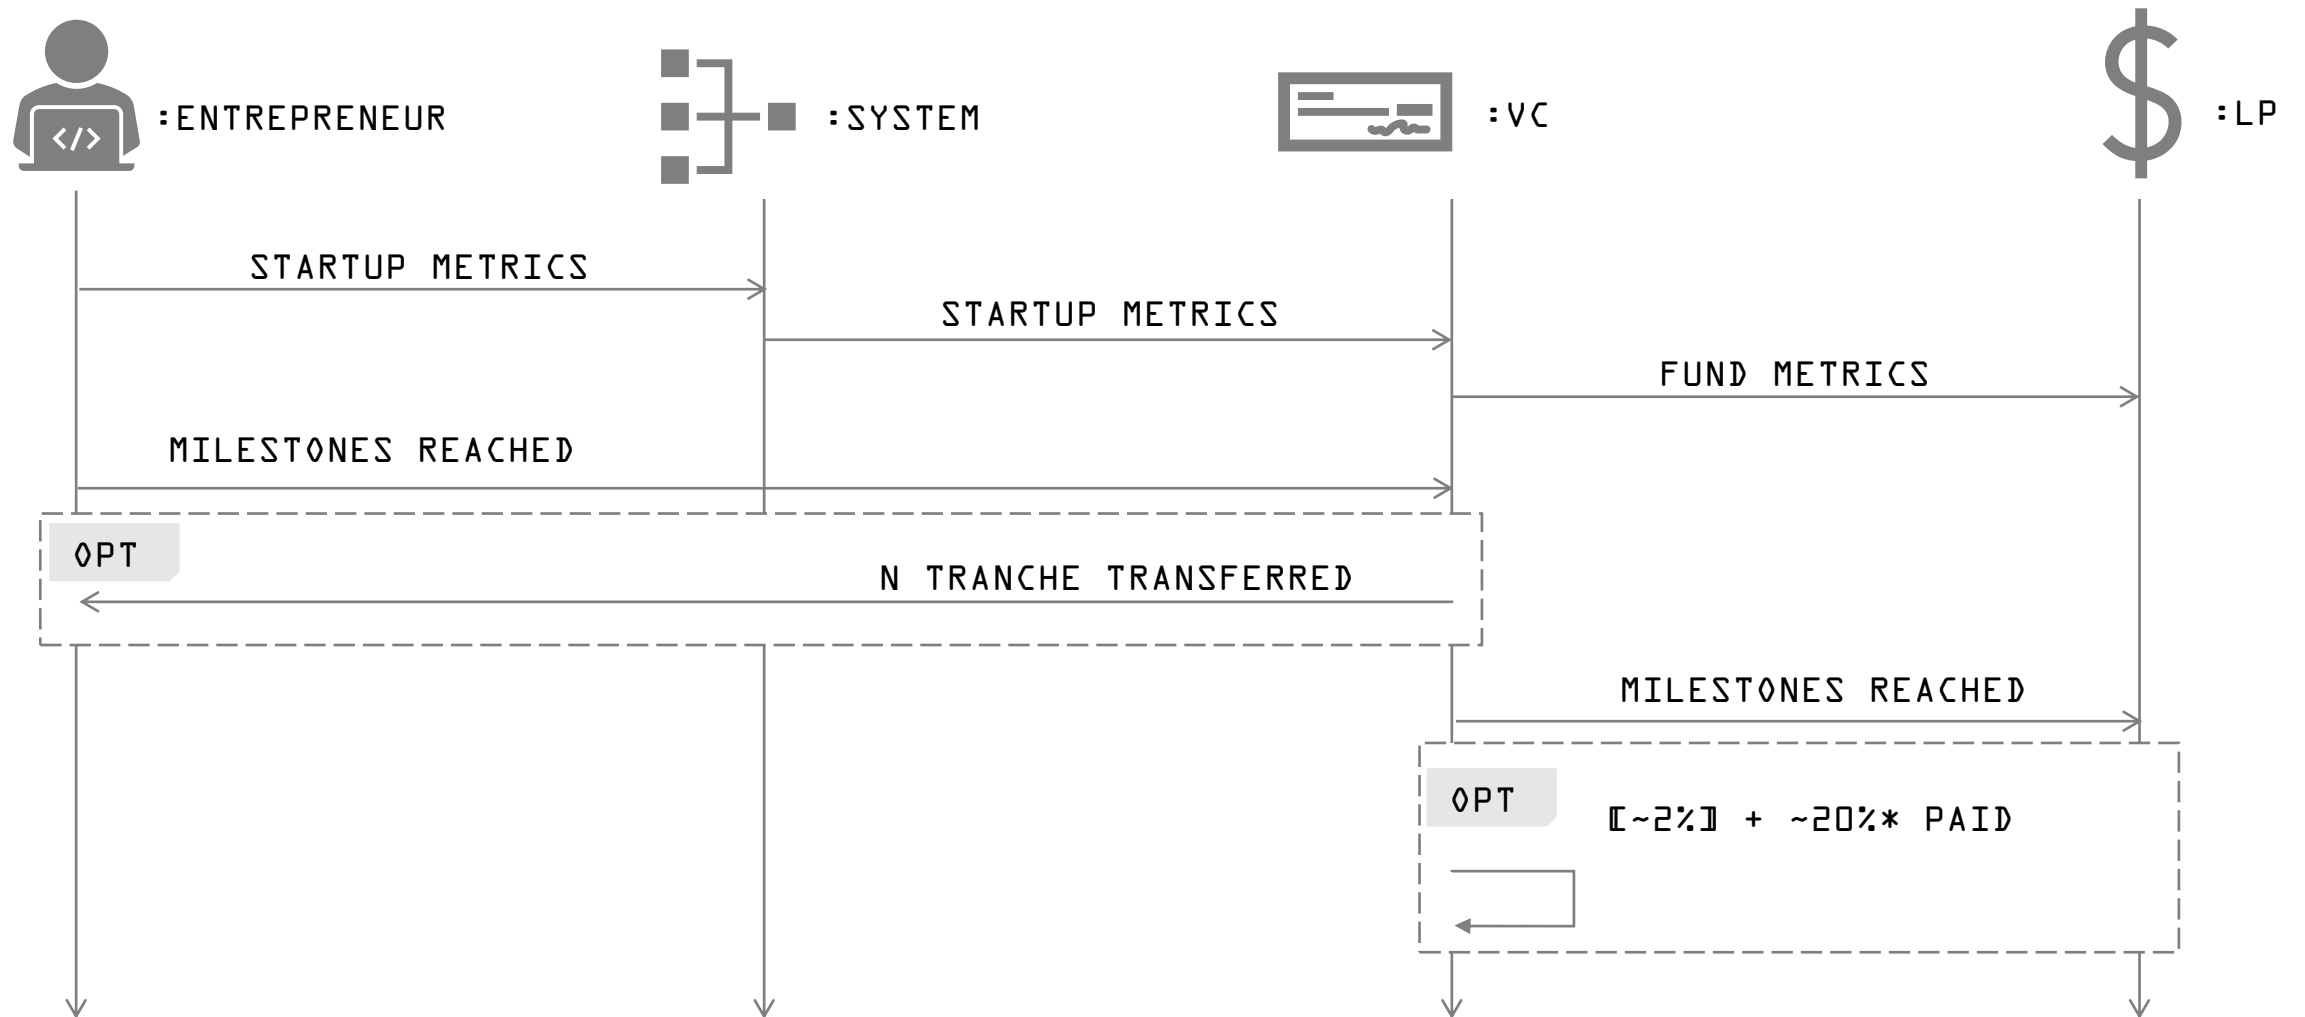 :ENTREPRENEUR
:SYSTEM
:VC
:LP
STARTUP METRICS
STARTUP METRICS
FUND METRICS
MILESTONES REACHED
OPT
N TRANCHE TRANSFERRED
MILESTONES REACHED
OPT
[~2%] + ~20%* PAID